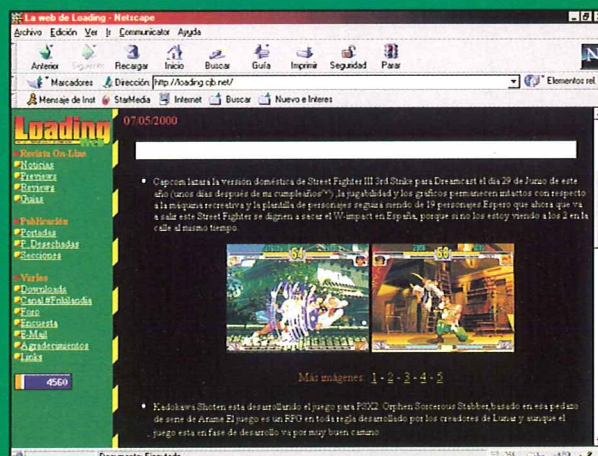 La web de Loading - Netscape
Archivo Edición Ver Ir Communicator Ayuda
Anterior Siguiente Recargar Inicio Buscar Guía Imprimir Seguridad Parar
Marcadores Dirección http://loading.cjb.net/ Elementos rel.
Mensaje de Inst StarMedia Internet Buscar Nuevo e Interes
Loading
Web
Revista On-Line
Noticias
Previews
Reviews
Guias
Publicación
Portadas
P. Desechadas
Secciones
Varios
Downloads
Canal #Fnklandia
Foro
Encuesta
E-Mail
Agradecimientos
Links
4560
07/05/2000
Capcom lanzara la versión doméstica de Street Fighter III 3rd Strike para Dreamcast el día 29 de Junio de este
año (unos días después de mi cumpleaños^^), la jugabilidad y los gráficos permanecen intactos con respecto
a la máquina recreativa y la plantilla de personajes seguirá siendo de 19 personajes. Espero que ahora que va
a salir este Street Fighter se dignen a sacar el W-impact en España, porque si no los estoy viendo a los 2 en la
calle al mismo tiempo.
Más imágenes: 1 - 2 - 3 - 4 - 5
Kadokawa Shoten esta desarrollando el juego para PSX2 Orphen Sorcerous Stabber, basado en esa pedazo
de serie de Anime. El juego es un RPG en toda regla desarrollado por los creadores de Lunar y aunque el
juego esta en fase de desarrollo va por muy buen camino.